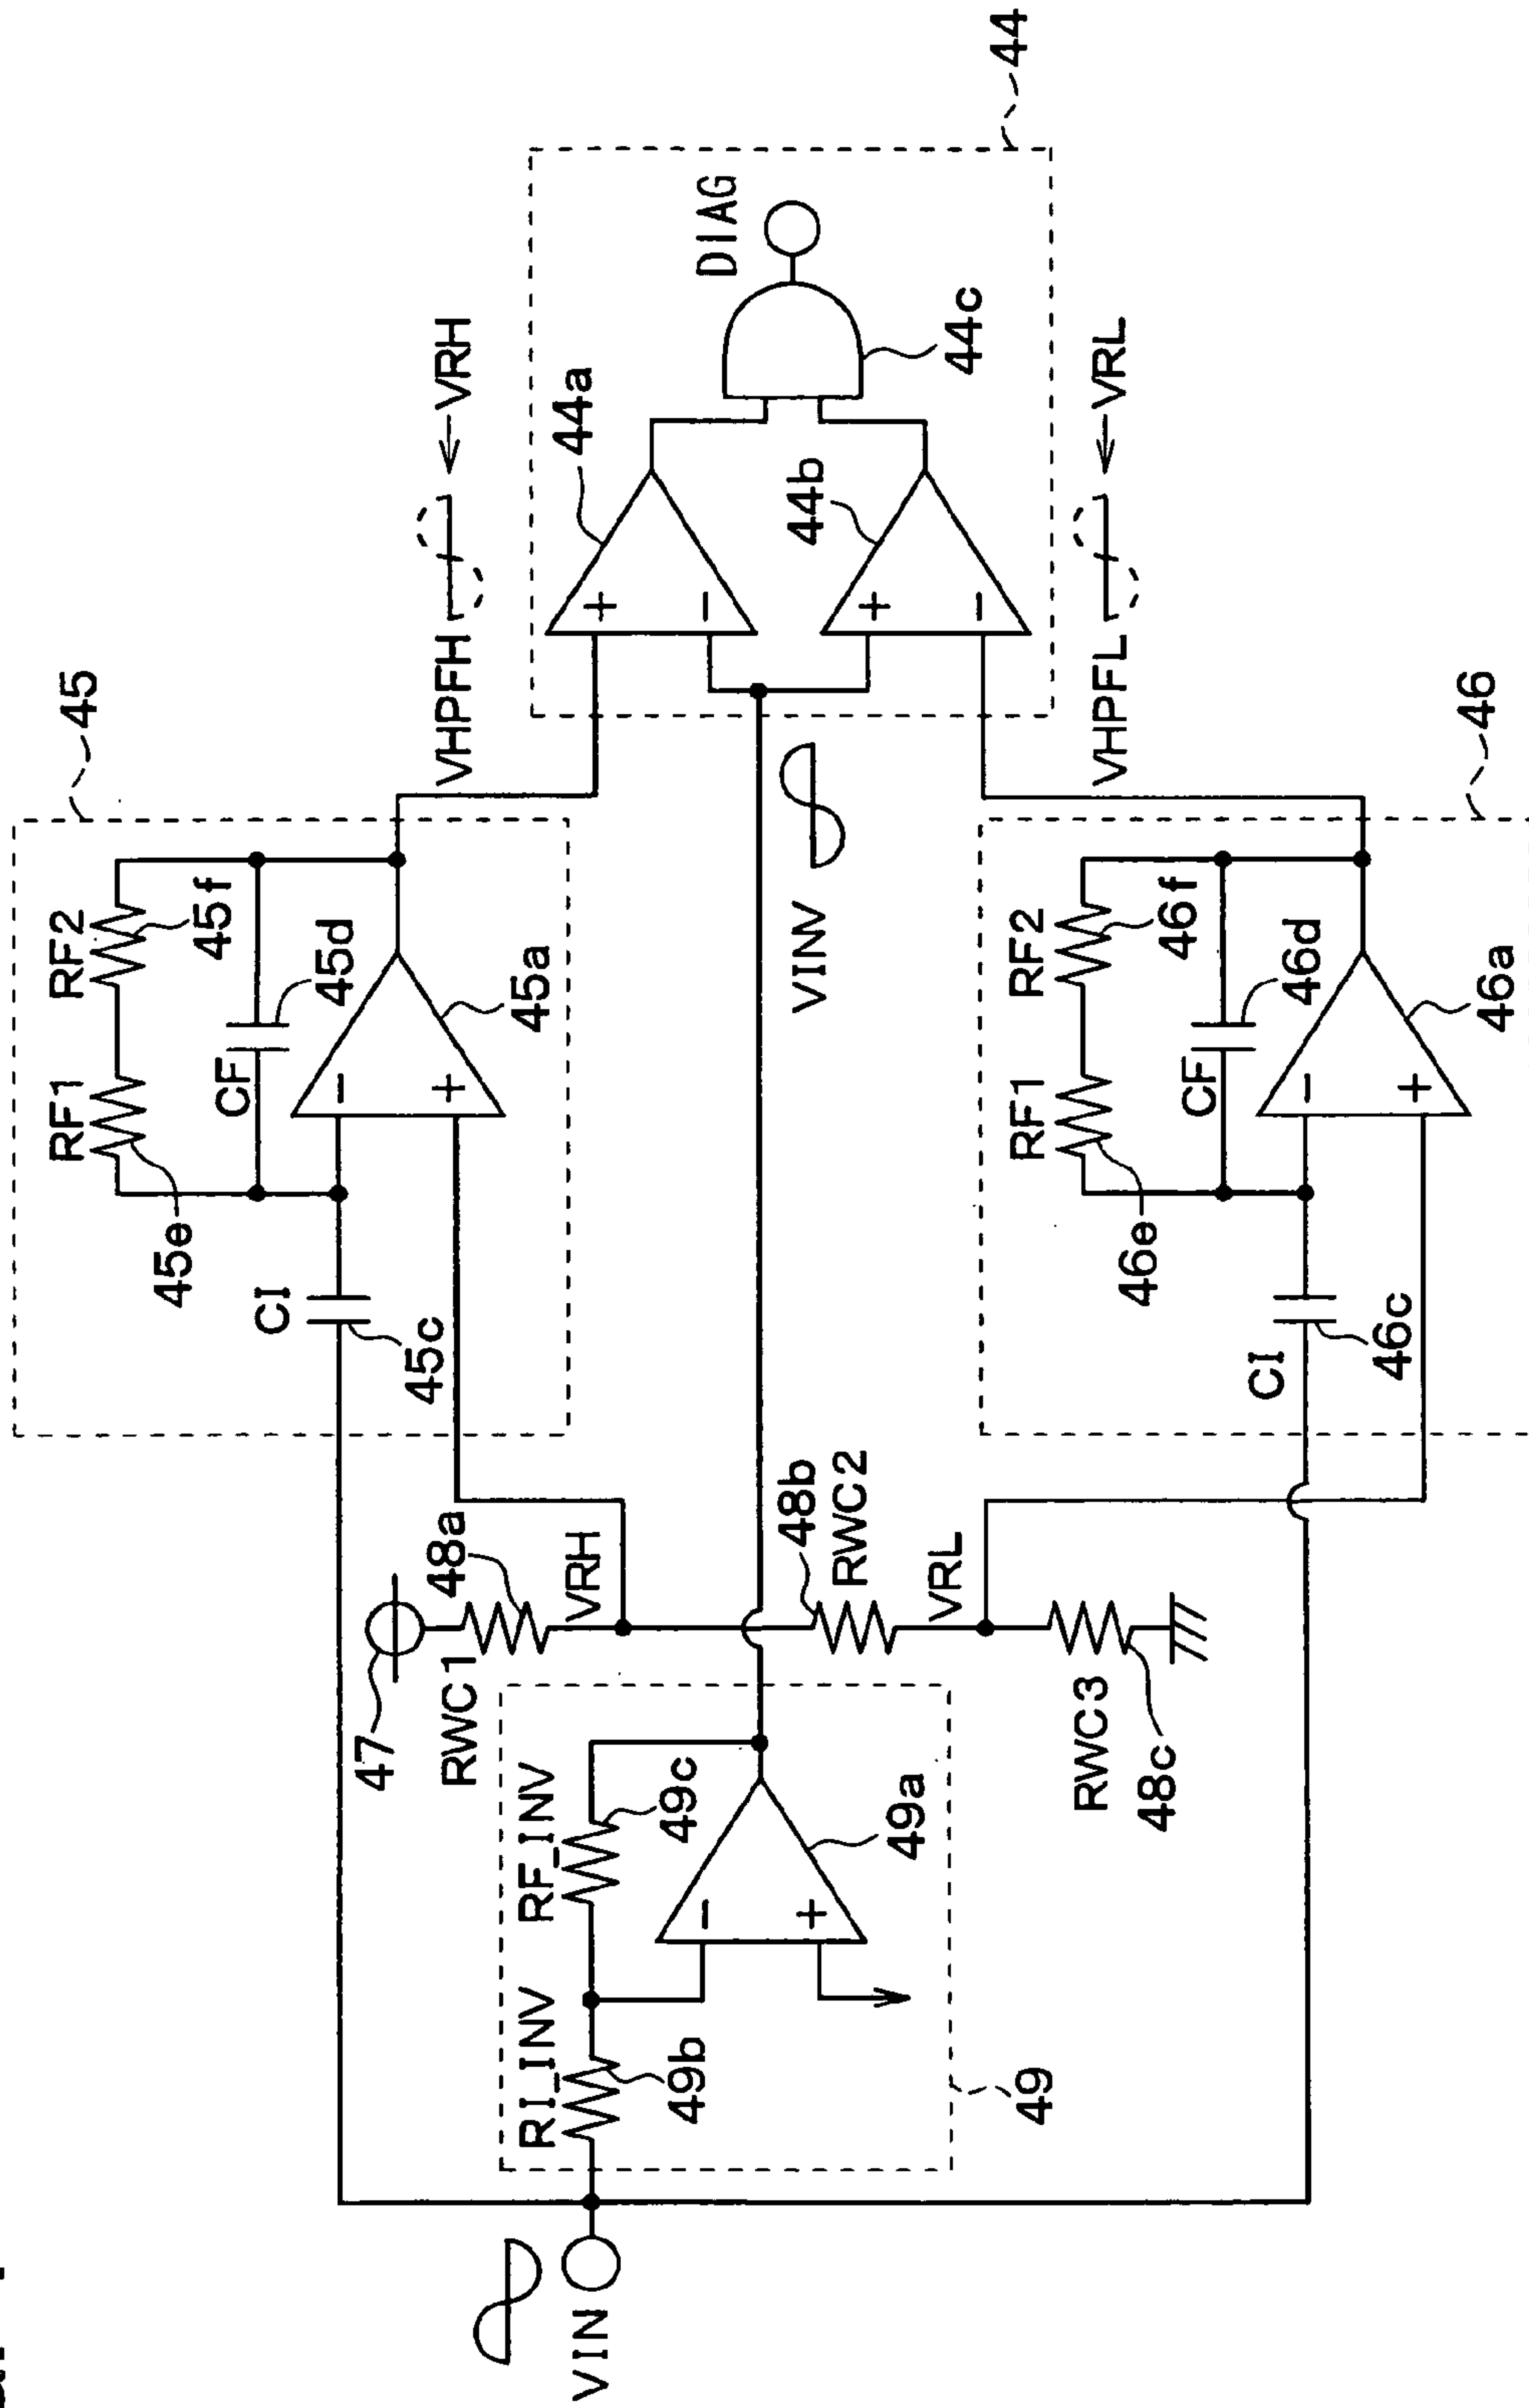 45
RF1
RF2
45e
45f
CF
45d
CI
45c
45a
VHPFH
VRH
44
44a
44b
44c
DIAG
VHPFL
VRL
47
RWC1
48a
VRH
48b
RWC2
VRL
RWC3
48c
VIN
RI_INV
49b
RF_INV
49c
49a
49
VINV
46
RF1
RF2
46e
46f
CF
46d
CI
46c
46a
+
−
+
−
−
+
−
+
−
+